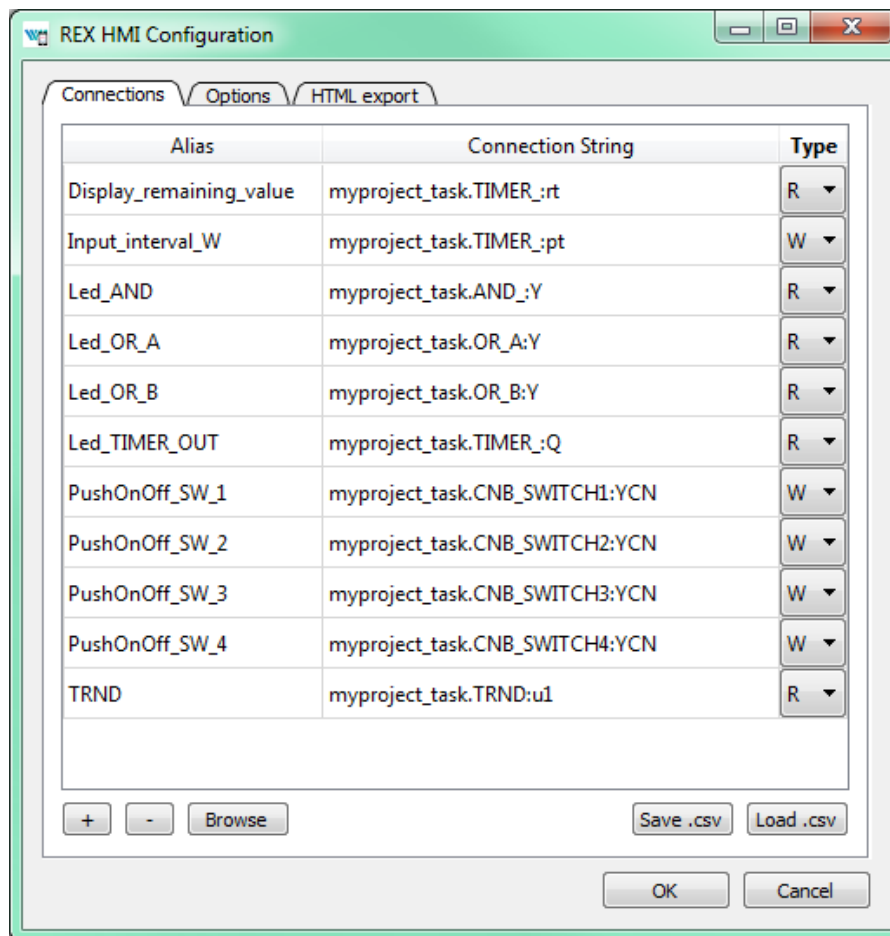 REX HMI Configuration
Connections Options HTML export
Alias Connection String Type
Display_remaining_value myproject_task.TIMER_:rt R
Input_interval_W myproject_task.TIMER_:pt W
Led_AND myproject_task.AND_:Y R
Led_OR_A myproject_task.OR_A:Y R
Led_OR_B myproject_task.OR_B:Y R
Led_TIMER_OUT myproject_task.TIMER_:Q R
PushOnOff_SW_1 myproject_task.CNB_SWITCH1:YCN W
PushOnOff_SW_2 myproject_task.CNB_SWITCH2:YCN W
PushOnOff_SW_3 myproject_task.CNB_SWITCH3:YCN W
PushOnOff_SW_4 myproject_task.CNB_SWITCH4:YCN W
TRND myproject_task.TRND:u1 R
+ - Browse Save .csv Load .csv
OK Cancel